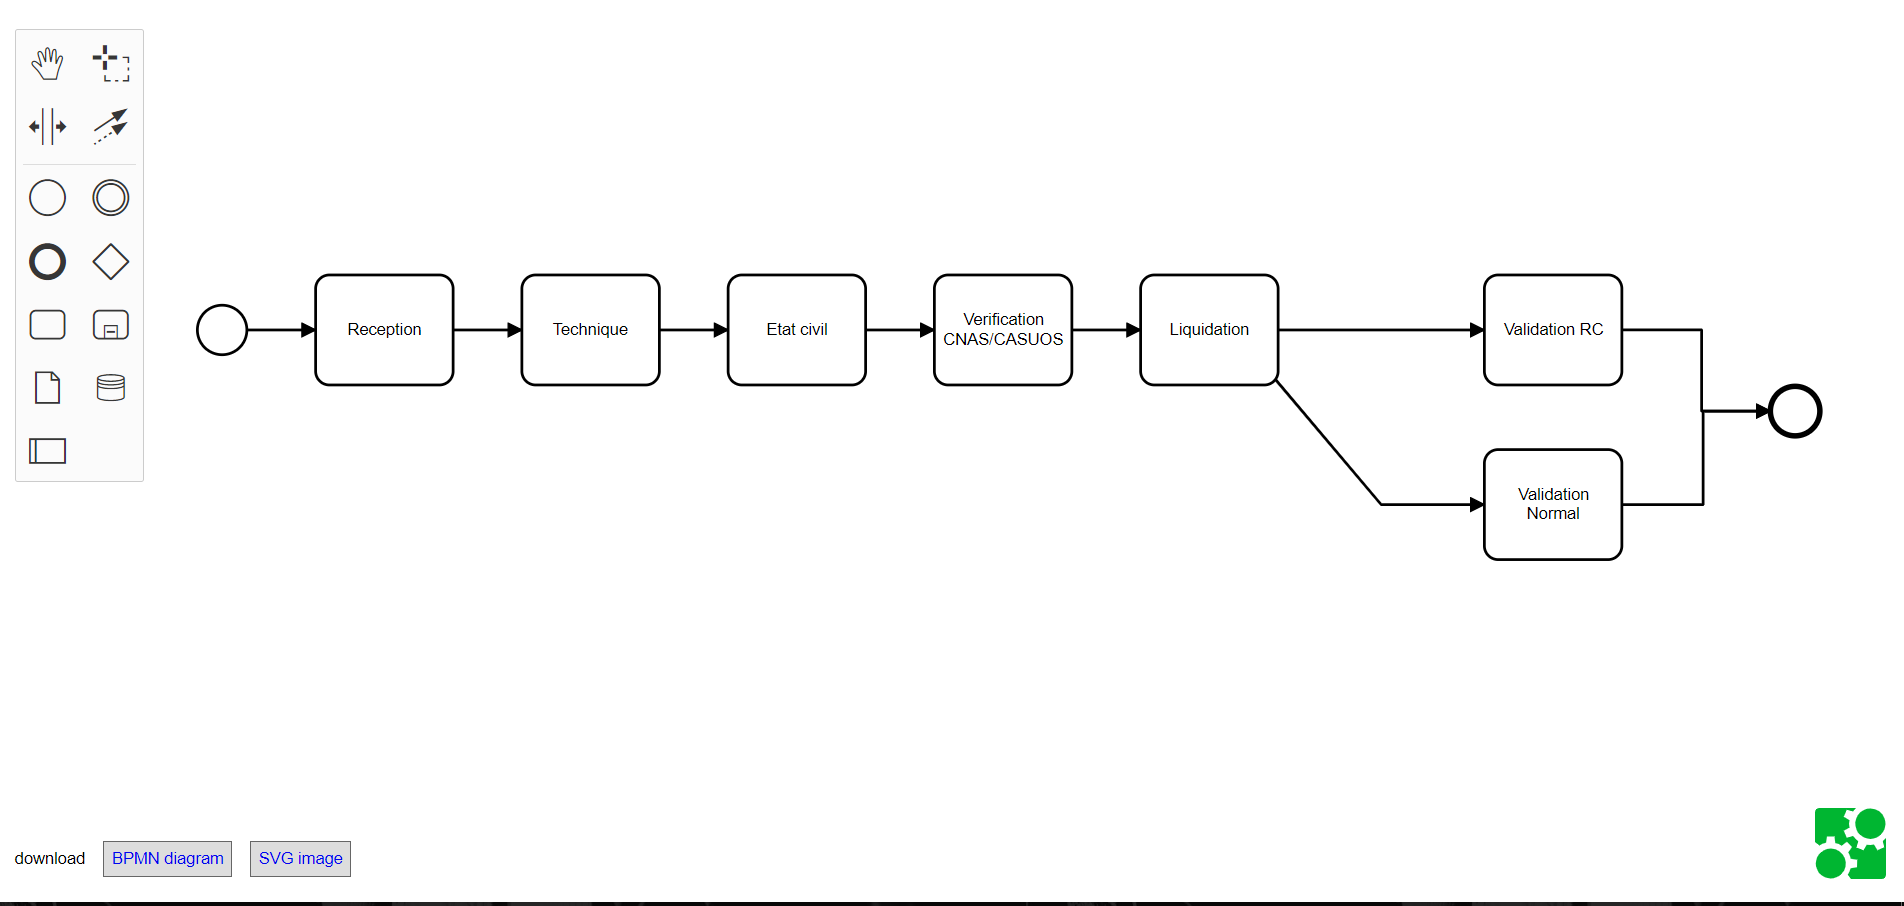 Reception
Technique
Etat civil
Verification
CNAS/CASUOS
Liquidation
Validation RC
Validation
Normal
download
BPMN diagram
SVG image